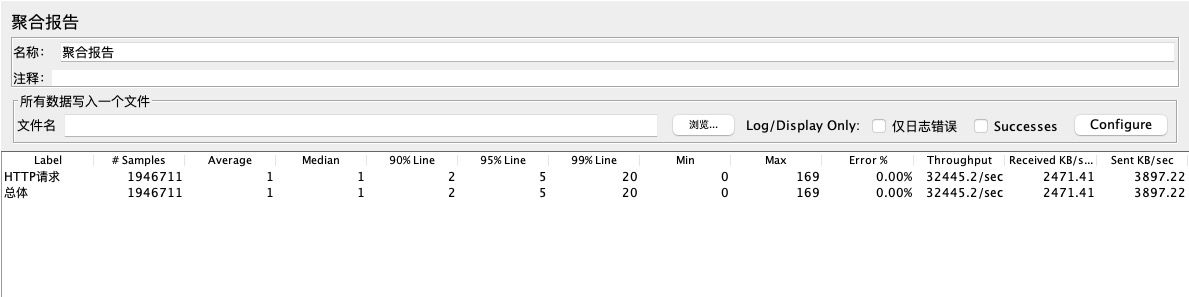 聚合报告
名称: 聚合报告
注释:
所有数据写入一个文件
文件名 浏览... Log/Display Only: 仅日志错误 Successes Configure
Label # Samples Average Median 90% Line 95% Line 99% Line Min Max Error % Throughput Received KB/s... Sent KB/sec
HTTP请求 1946711 1 1 2 5 20 0 169 0.00% 32445.2/sec 2471.41 3897.22
总体 1946711 1 1 2 5 20 0 169 0.00% 32445.2/sec 2471.41 3897.22